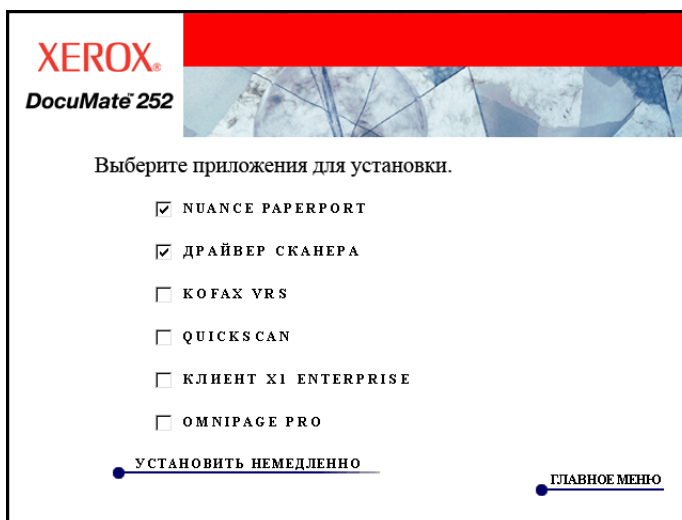 XEROX®
DocuMate™ 252
Выберите приложения для установки.
NUANCE PAPERPORT
ДРАЙВЕР СКАНЕРА
KOFAX VRS
QUICKSCAN
КЛИЕНТ X1 ENTERPRISE
OMNIPAGE PRO
УСТАНОВИТЬ НЕМЕДЛЕННО
ГЛАВНОЕ МЕНЮ